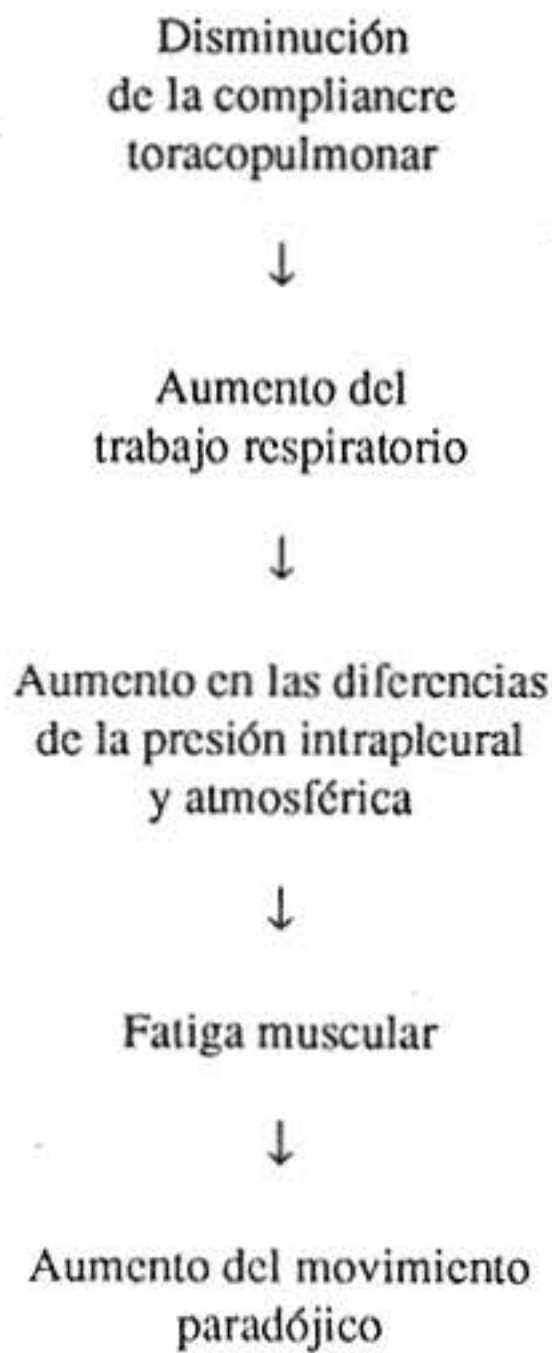 Disminución
de la compliancre
toracopulmonar
↓
Aumento del
trabajo respiratorio
↓
Aumento en las diferencias
de la presión intrapleural
y atmosférica
↓
Fatiga muscular
↓
Aumento del movimiento
paradójico